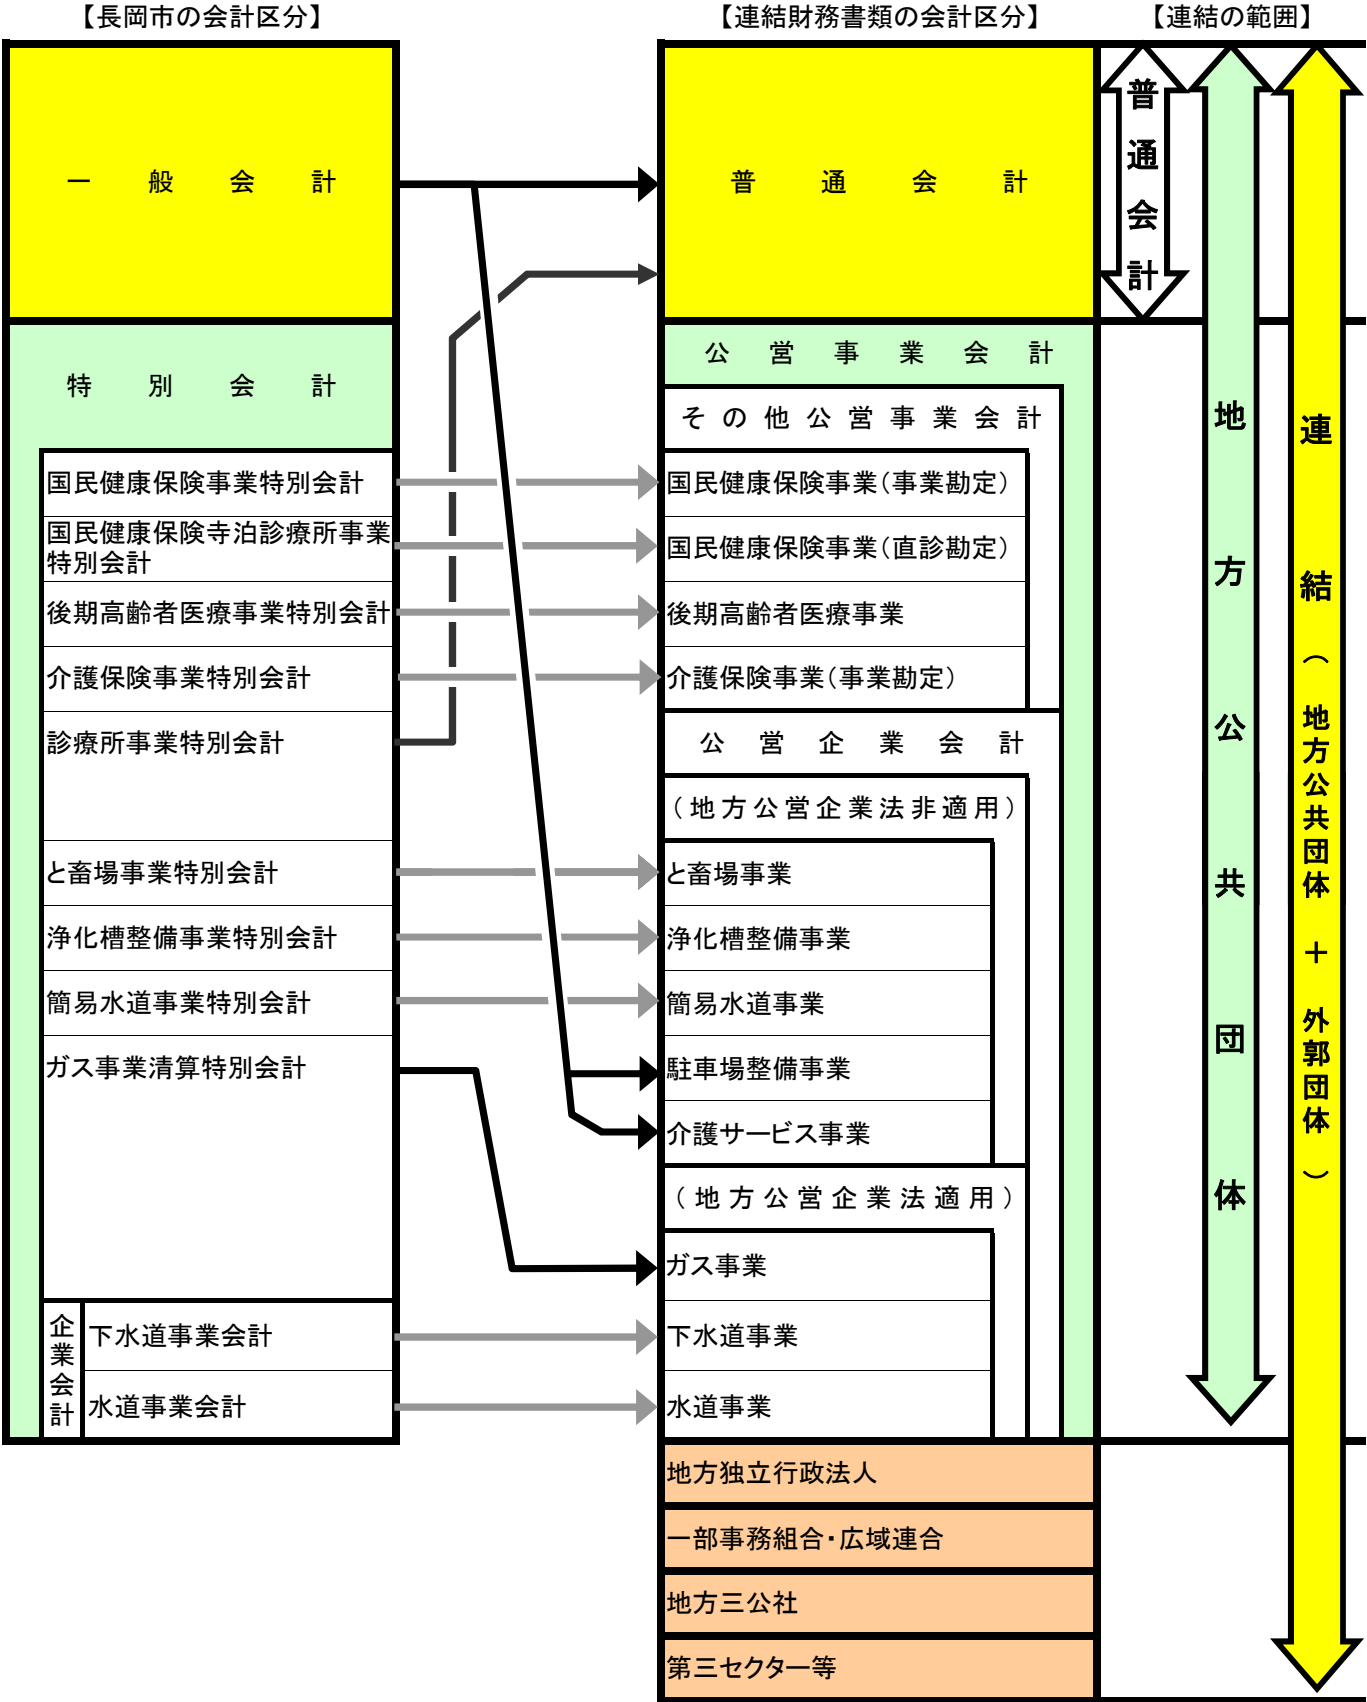 【長岡市の会計区分】
【連結財務書類の会計区分】
【連結の範囲】
一般会計
特別会計
国民健康保険事業特別会計
国民健康保険寺泊診療所事業
特別会計
後期高齢者医療事業特別会計
介護保険事業特別会計
診療所事業特別会計
と畜場事業特別会計
浄化槽整備事業特別会計
簡易水道事業特別会計
ガス事業清算特別会計
企業会計
下水道事業会計
水道事業会計
普通会計
公営事業会計
その他公営事業会計
国民健康保険事業(事業勘定)
国民健康保険事業(直診勘定)
後期高齢者医療事業
介護保険事業(事業勘定)
公営企業会計
(地方公営企業法非適用)
と畜場事業
浄化槽整備事業
簡易水道事業
駐車場整備事業
介護サービス事業
(地方公営企業法適用)
ガス事業
下水道事業
水道事業
地方独立行政法人
一部事務組合・広域連合
地方三公社
第三セクター等
普通会計
地方公共団体
連結(地方公共団体+外郭団体)